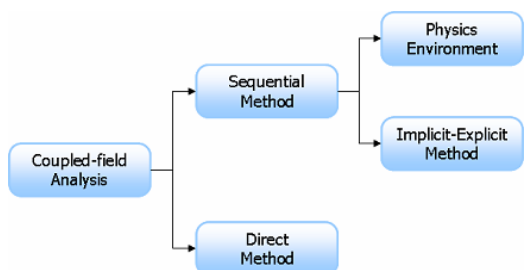 Physics
Environment
Sequential
Method
Implicit-Explicit
Method
Coupled-field
Analysis
Direct
Method